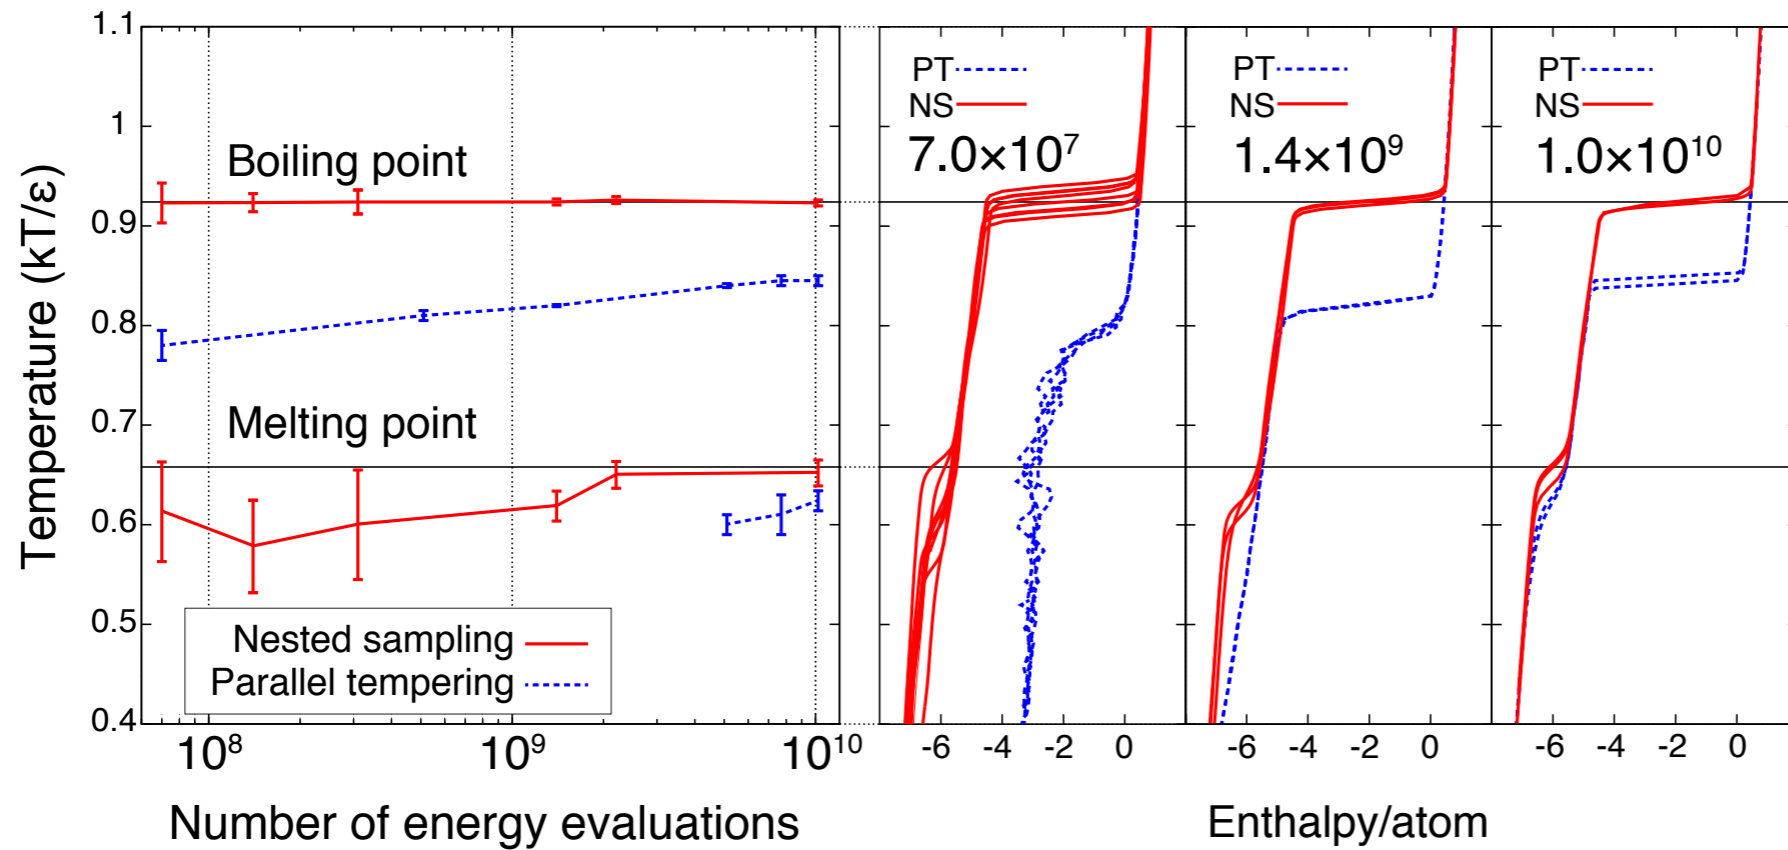 Temperature (kT/ε)
1.1
1
0.9
0.8
0.7
0.6
0.5
0.4
Boiling point
Melting point
Nested sampling
Parallel tempering
10⁸ 10⁹ 10¹⁰
Number of energy evaluations
PT
NS
7.0×10⁷
PT
NS
1.4×10⁹
PT
NS
1.0×10¹⁰
-6 -4 -2 0
-6 -4 -2 0
-6 -4 -2 0
Enthalpy/atom